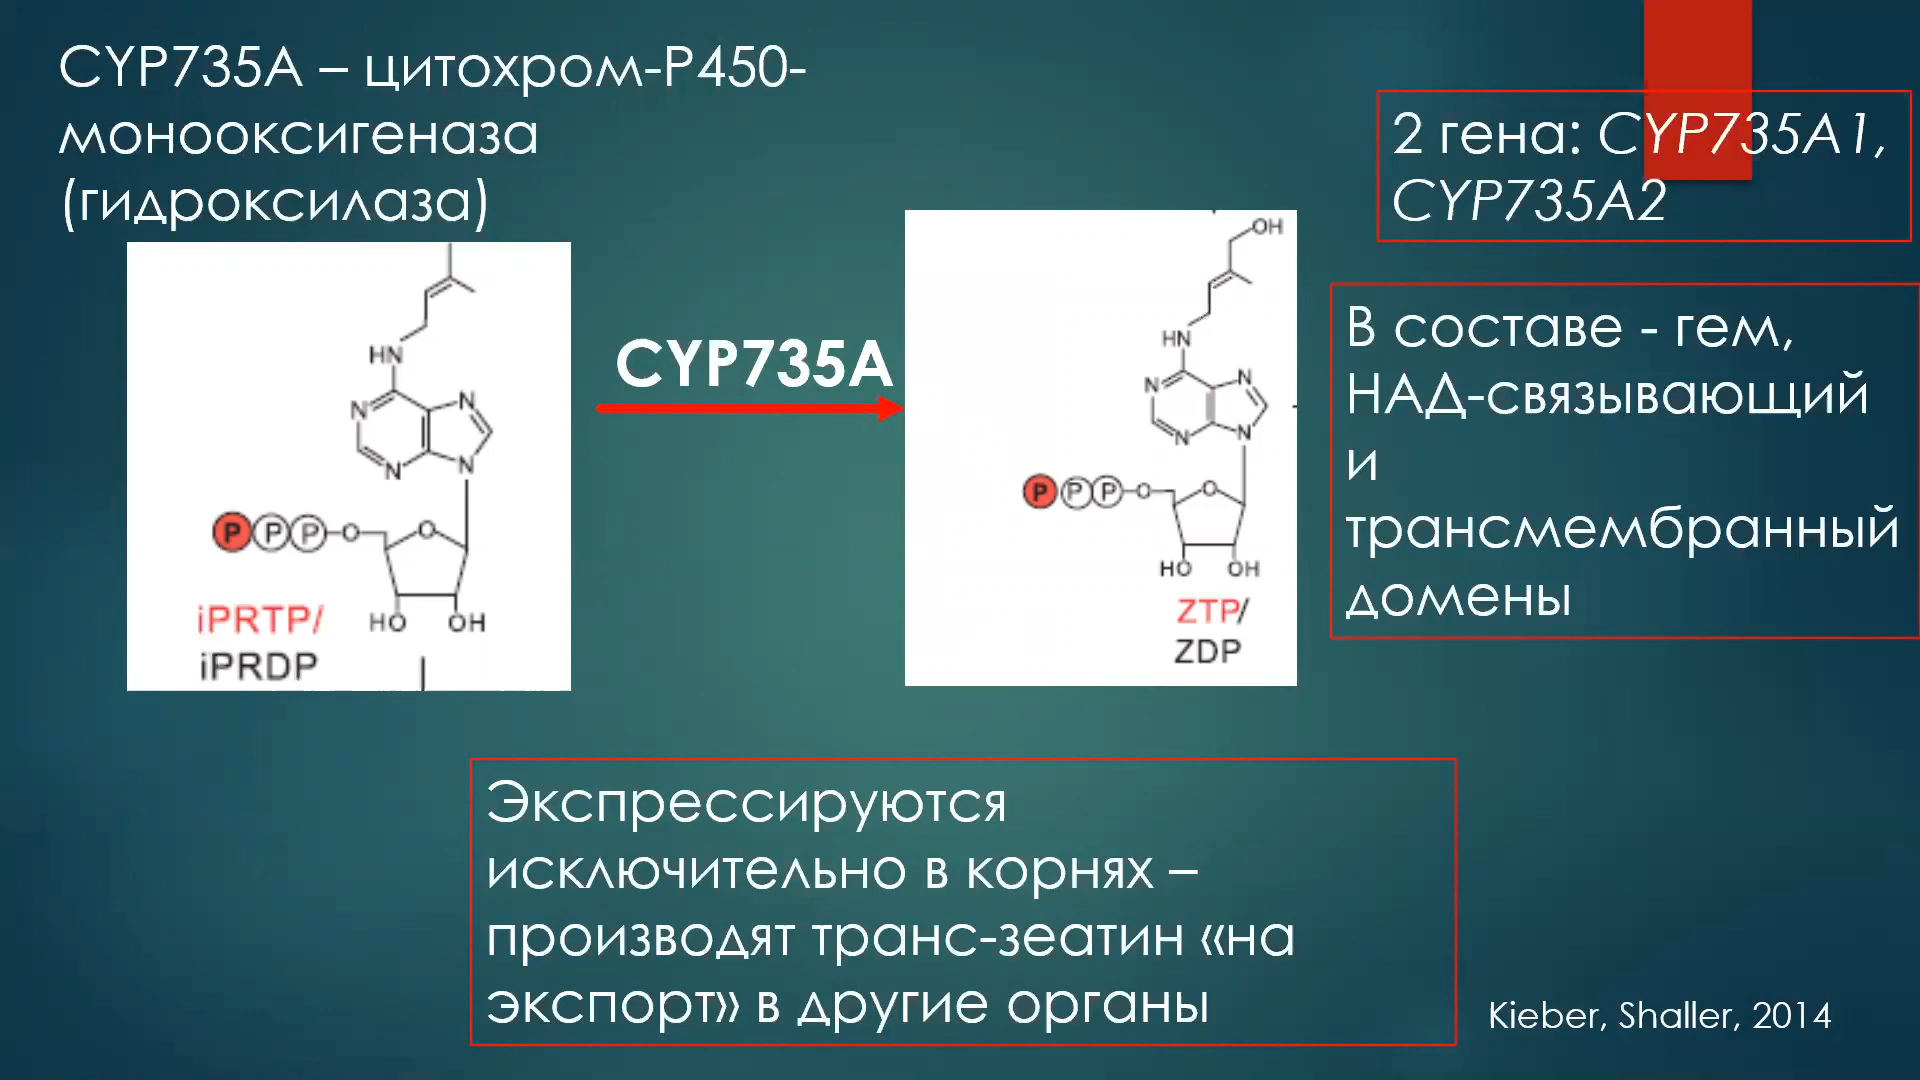 CYP735A – цитохром-P450-
монооксигеназа
(гидроксилаза)
2 гена: CYP735A1,
CYP735A2
OH
HN
N
N
N
N
P P P O
O
HO OH
iPRTP/
iPRDP
CYP735A
HN
N
N
N
N
P P P O
O
HO OH
ZTP/
ZDP
В составе - гем,
НАД-связывающий
и
трансмембранный
домены
Экспрессируются
исключительно в корнях –
производят транс-зеатин «на
экспорт» в другие органы
Kieber, Shaller, 2014